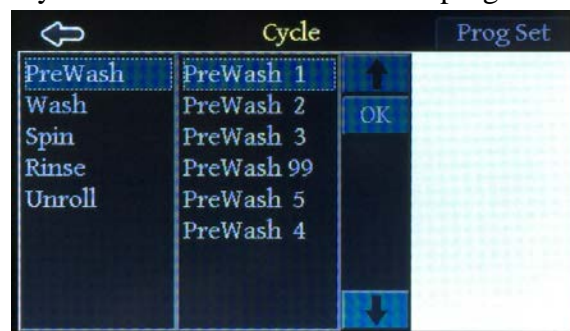 Cycle
Prog Set
PreWash
Wash
Spin
Rinse
Unroll
PreWash 1
PreWash 2
PreWash 3
PreWash 99
PreWash 5
PreWash 4
OK